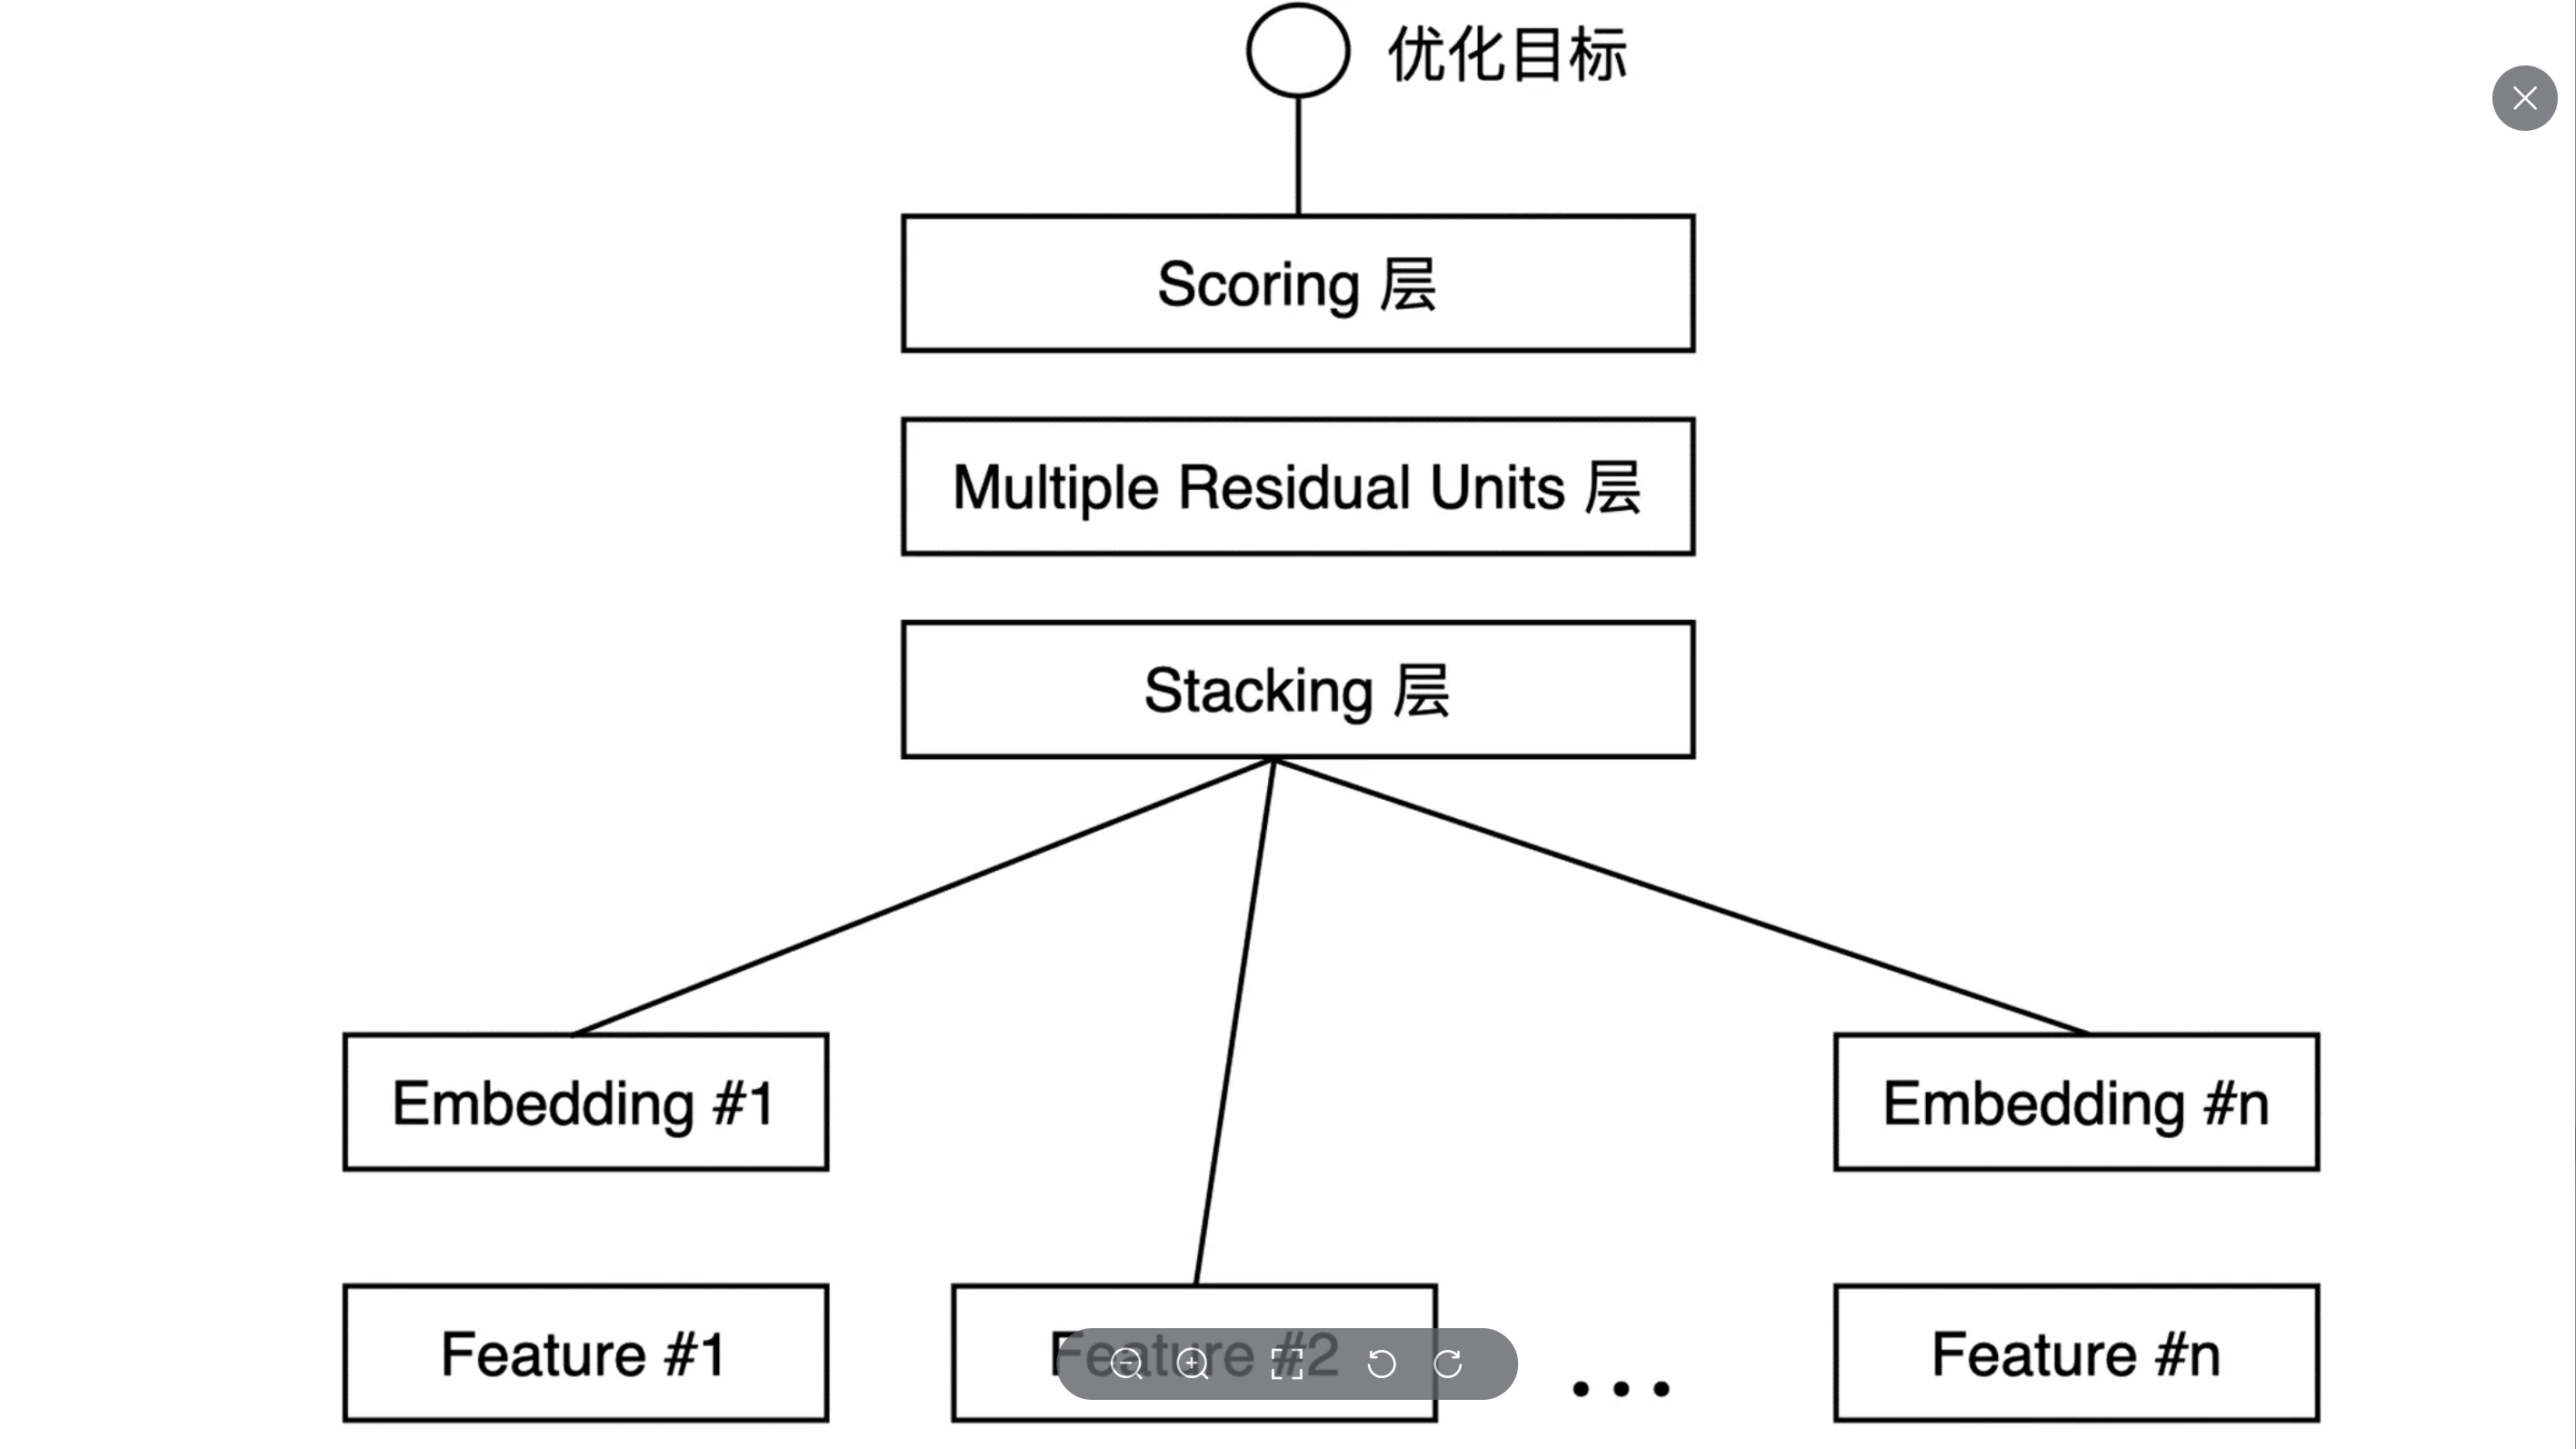 优化目标
Scoring 层
Multiple Residual Units 层
Stacking 层
Embedding #1
Embedding #n
Feature #1
Feature #2
...
Feature #n